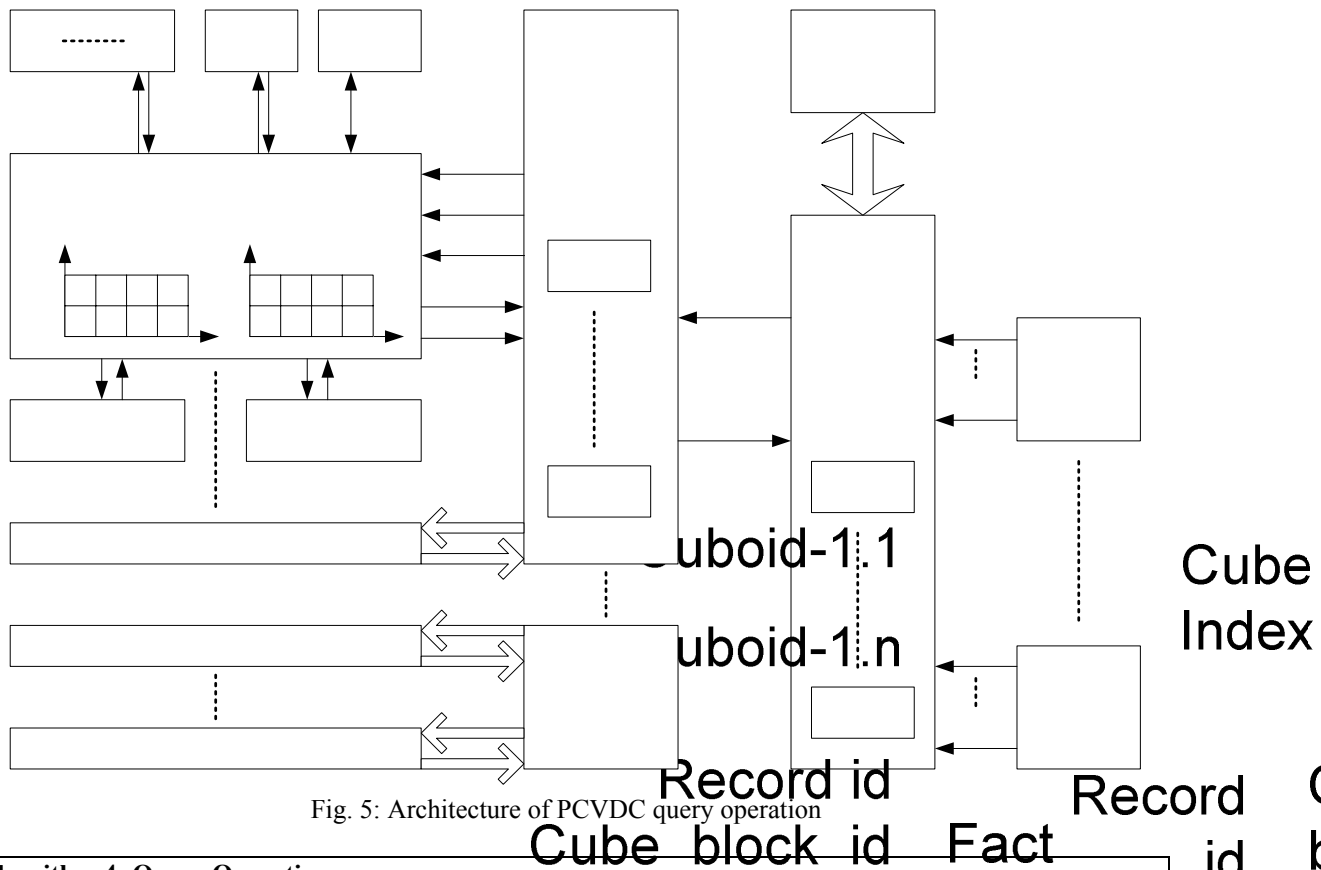 uboid-1.1
Cube
Index
uboid-1.n
Record id
Record
Fig. 5: Architecture of PCVDC query operation
Cube block id Fact
id